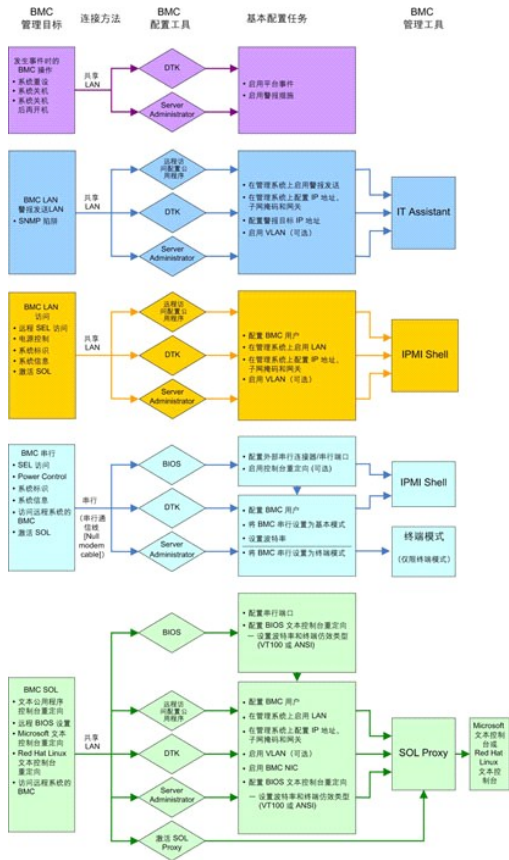 BMC
管理目标
连接方法
BMC
配置工具
基本配置任务
BMC
管理工具
发生事件时的
BMC 操作
• 系统重设
• 系统关机
• 系统关机
后再开机
共享
LAN
DTK
Server
Administrator
• 启用平台事件
• 启用警报措施
BMC LAN
警报发送LAN
• SNMP 陷阱
共享
LAN
远程访
问配置公用
程序
DTK
Server
Administrator
• 在管理系统上启用警报发送
• 在管理系统上配置 IP 地址，
子网掩码和网关
• 配置警报目标 IP 地址
• 启用 VLAN（可选）
IT Assistant
BMC LAN
访问
• 远程 SEL 访问
• 电源控制
• 系统标识
• 系统信息
• 激活 SOL
共享
LAN
远程访
问配置公用
程序
DTK
Server
Administrator
• 配置 BMC 用户
• 在管理系统上启用 LAN
• 在管理系统上配置 IP 地址，
子网掩码和网关
• 启用 VLAN（可选）
IPMI Shell
BMC 串行
• SEL 访问
• Power Control
• 系统标识
• 系统信息
• 访问远程系统的
BMC
• 激活 SOL
串行
（串行通
信线
[Null
modem
cable]）
BIOS
DTK
Server
Administrator
• 配置外部串行连接器/串行端口
• 启用控制台重定向 (可选)
• 配置 BMC 用户
• 将 BMC 串行设置为基本模式
• 设置波特率
• 将 BMC 串行设置为终端模式
IPMI Shell
终端模式
（仅限终端模式）
BMC SOL
• 文本公用程序
控制台重定向
• 远程 BIOS 设置
• Microsoft 文本
控制台重定向
• Red Hat Linux
文本控制台
重定向
• 访问远程系统的
BMC
共享
LAN
BIOS
远程访
问配置公用
程序
DTK
Server
Administrator
激活 SOL
Proxy
• 配置串行端口
• 配置 BIOS 文本控制台重定向
— 设置波特率和终端仿效类型
(VT100 或 ANSI)
• 配置 BMC 用户
• 在管理系统上启用 LAN
• 在管理系统上配置 IP 地址，
子网掩码和网关
• 启用 VLAN（可选）
• 启用 BMC NIC
• 配置 BIOS 文本控制台重定向
— 设置波特率和终端仿效类型
(VT100 或 ANSI)
SOL Proxy
Microsoft
文本控制
台或
Red Hat
Linux
文本控
制台